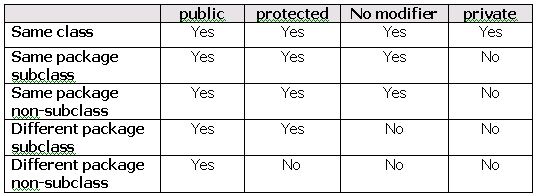 public protected No modifier private
Same class Yes Yes Yes Yes
Same package Yes Yes Yes No
subclass
Same package Yes Yes Yes No
non-subclass
Different package Yes Yes No No
subclass
Different package Yes No No No
non-subclass